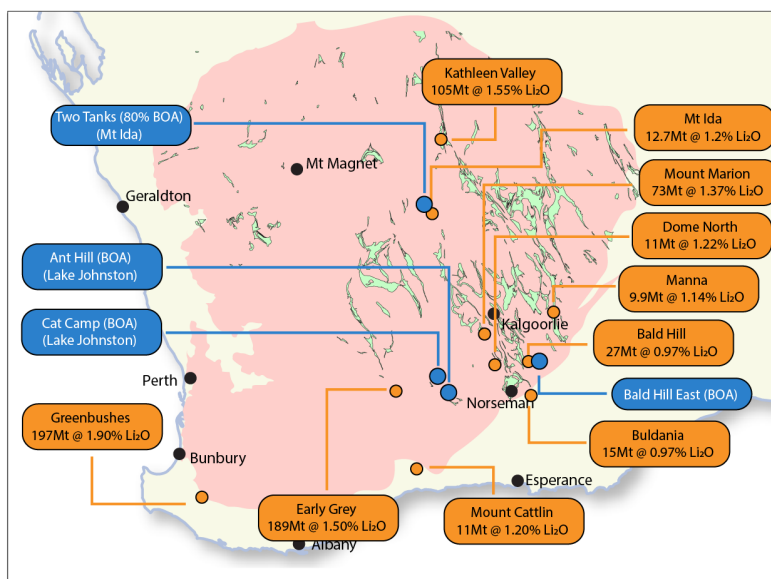 Kathleen Valley
105Mt @ 1.55% Li₂O
Two Tanks (80% BOA)
(Mt Ida)
Mt Ida
12.7Mt @ 1.2% Li₂O
Mt Magnet
Mount Marion
73Mt @ 1.37% Li₂O
Geraldton
Dome North
11Mt @ 1.22% Li₂O
Ant Hill (BOA)
(Lake Johnston)
Manna
9.9Mt @ 1.14% Li₂O
Kalgoorlie
Cat Camp (BOA)
(Lake Johnston)
Bald Hill
27Mt @ 0.97% Li₂O
Perth
Norseman
Bald Hill East (BOA)
Greenbushes
197Mt @ 1.90% Li₂O
Buldania
15Mt @ 0.97% Li₂O
Bunbury
Esperance
Early Grey
189Mt @ 1.50% Li₂O
Mount Cattlin
11Mt @ 1.20% Li₂O
Albany